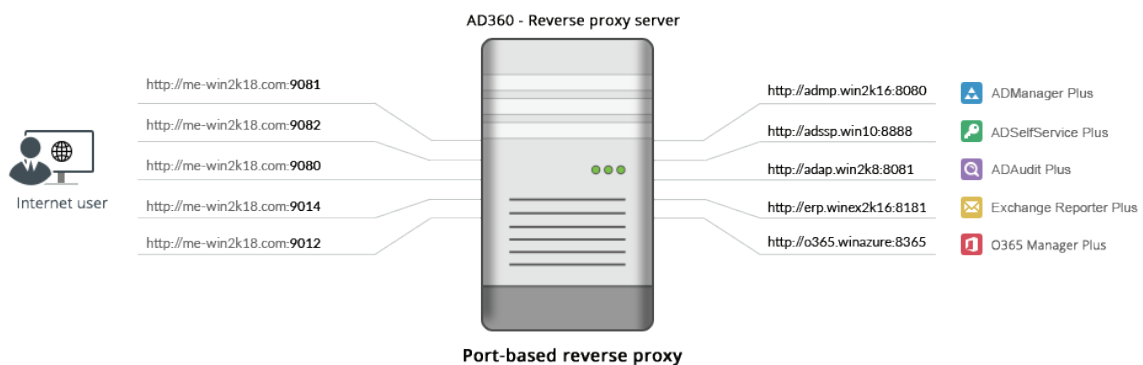 AD360 - Reverse proxy server
http://me-win2k18.com:9081
http://me-win2k18.com:9082
http://me-win2k18.com:9080
http://me-win2k18.com:9014
http://me-win2k18.com:9012
Internet user
http://admp.win2k16:8080
http://adssp.win10:8888
http://adap.win2k8:8081
http://erp.winex2k16:8181
http://o365.winazure:8365
ADManager Plus
ADSelfService Plus
ADAudit Plus
Exchange Reporter Plus
O365 Manager Plus
Port-based reverse proxy